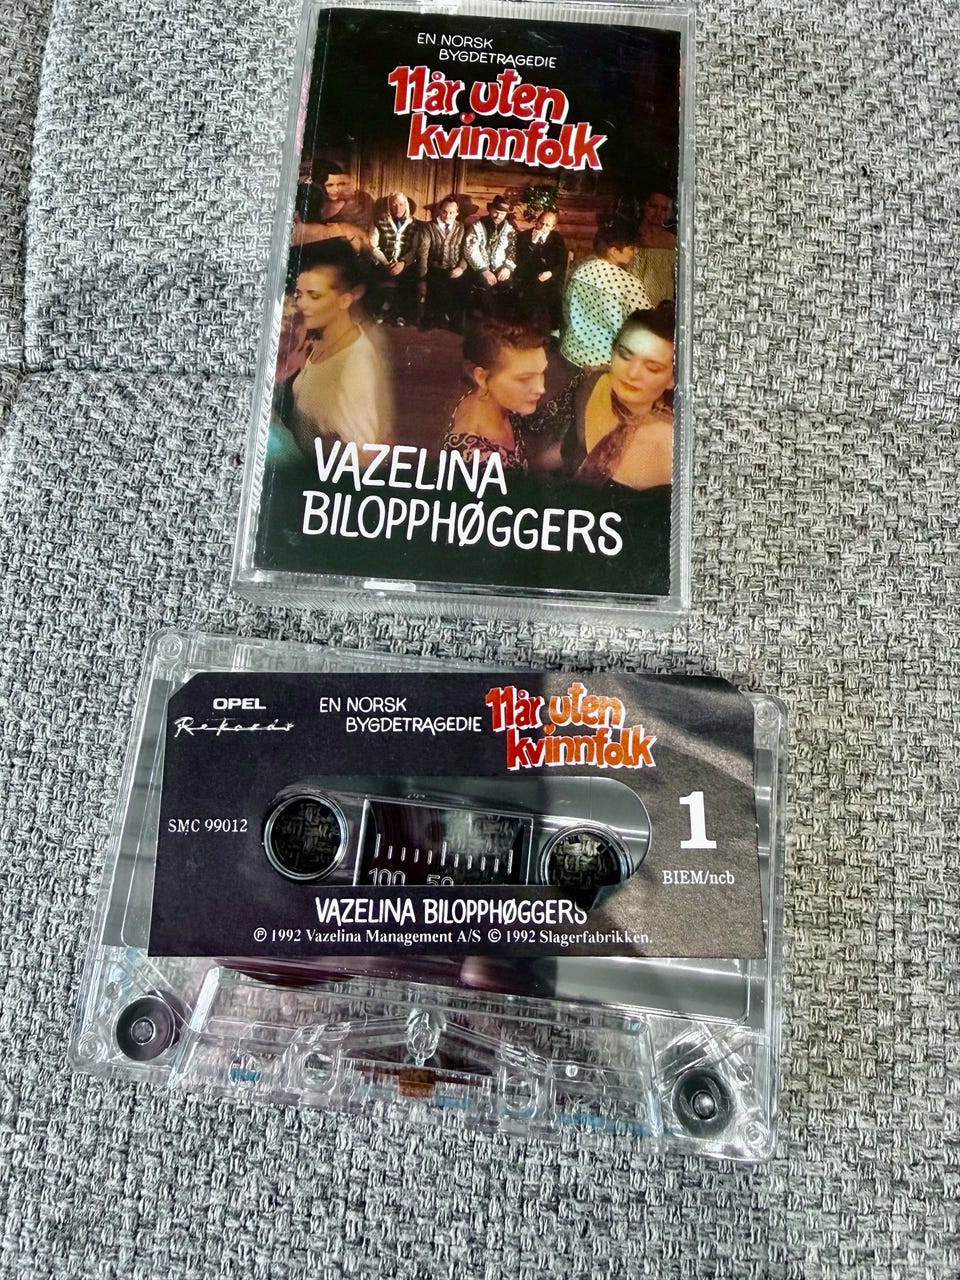 EN NORSK
BYGDETRAGEDIE
11år uten
kvinnfolk
VAZELINA
BILOPPHØGGERS
OPEL
Rekords
EN NORSK
BYGDETRAGEDIE
11år uten
kvinnfolk
SMC 99012
1
BIEM/ncb
100 50
VAZELINA BILOPPHØGGERS
℗ 1992 Vazelina Management A/S © 1992 Slagerfabrikken.